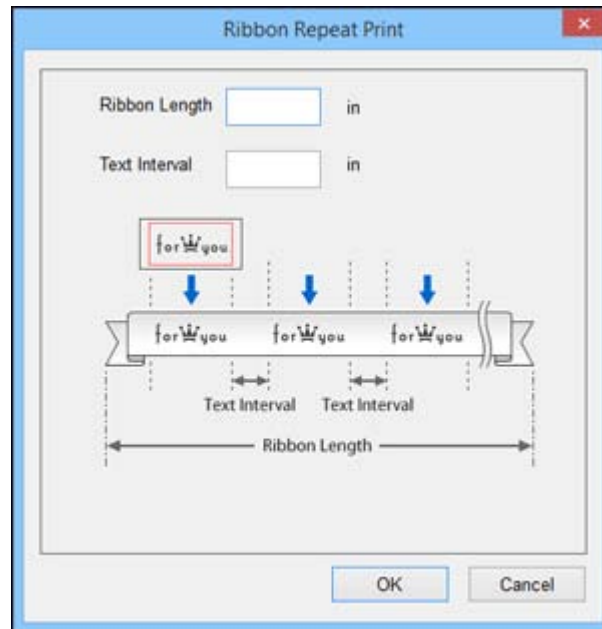 Ribbon Repeat Print
Ribbon Length in
Text Interval in
for you
for you for you for you
Text Interval Text Interval
Ribbon Length
OK Cancel